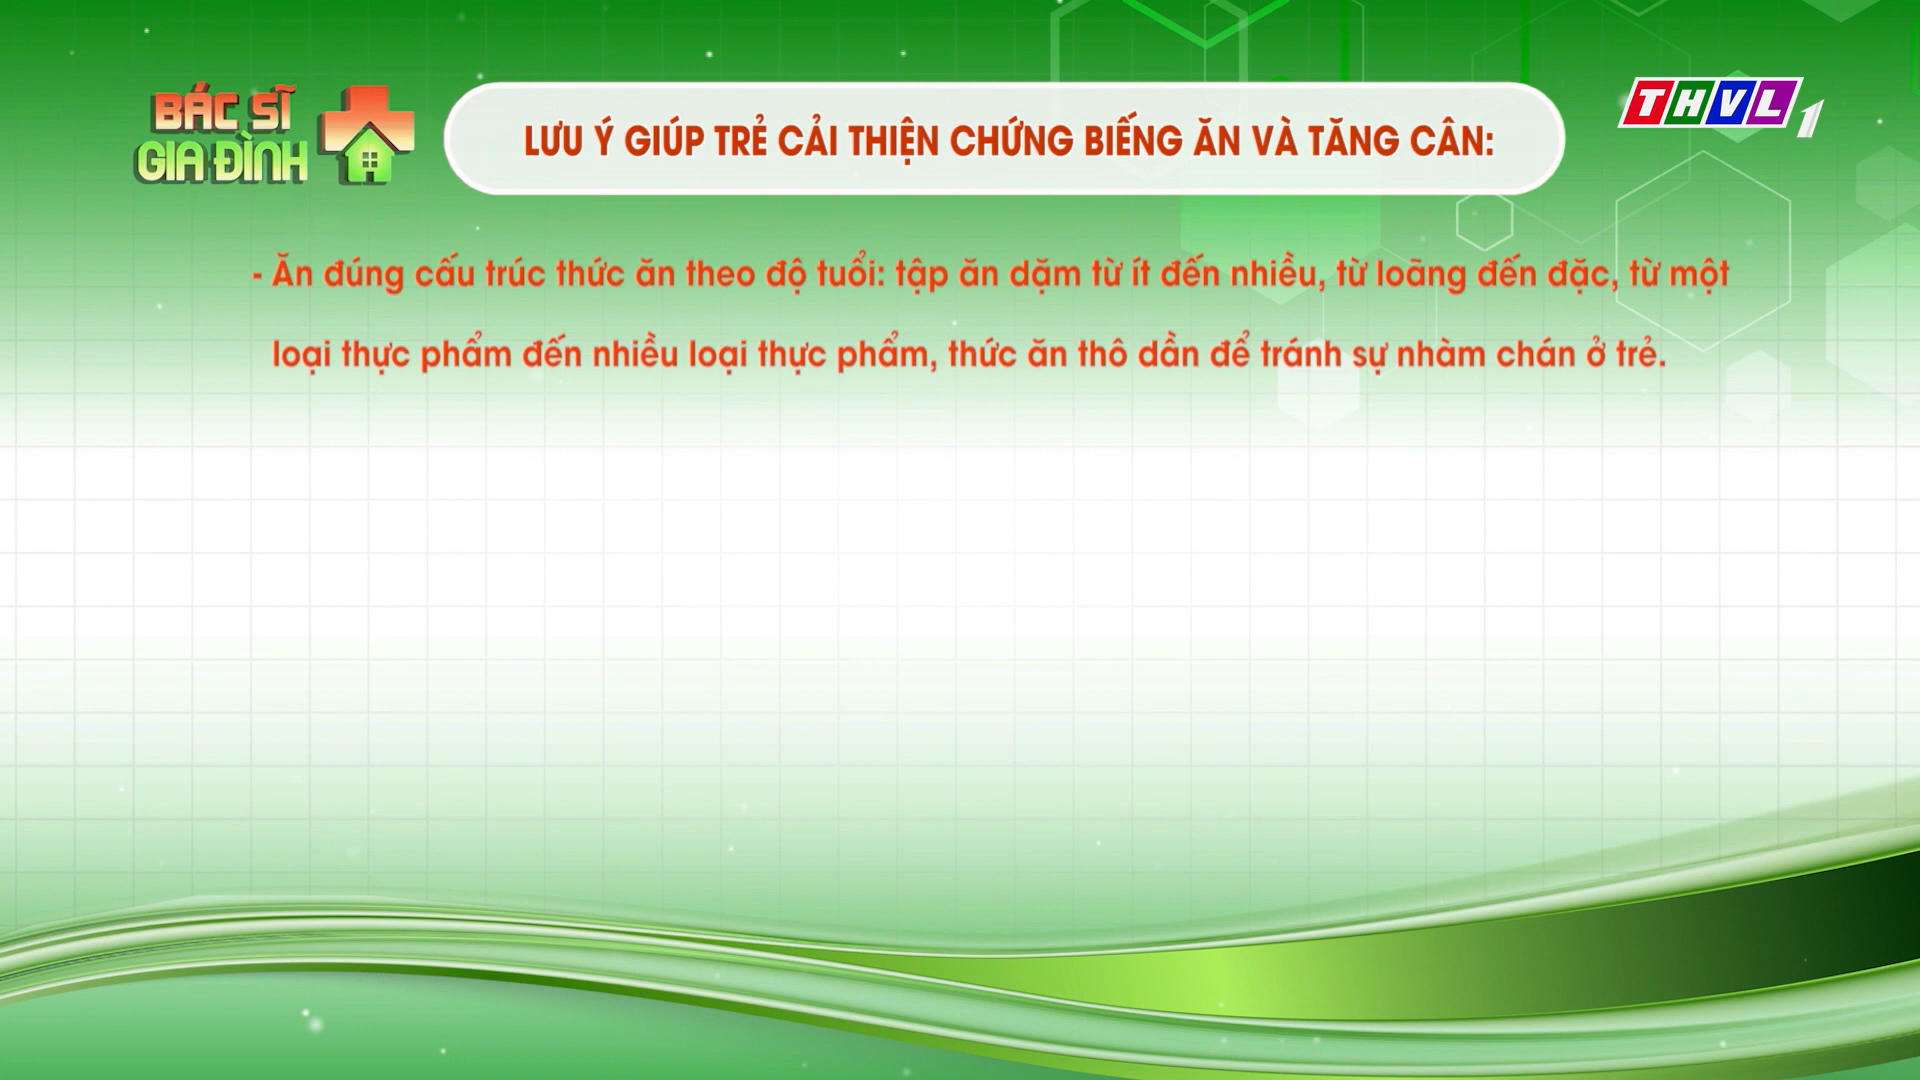 BÁC SĨ
GIA ĐÌNH
LƯU Ý GIÚP TRẺ CẢI THIỆN CHỨNG BIẾNG ĂN VÀ TĂNG CÂN:
THVL 1
- Ăn đúng cấu trúc thức ăn theo độ tuổi: tập ăn dặm từ ít đến nhiều, từ loãng đến đặc, từ một
loại thực phẩm đến nhiều loại thực phẩm, thức ăn thô dần để tránh sự nhàm chán ở trẻ.